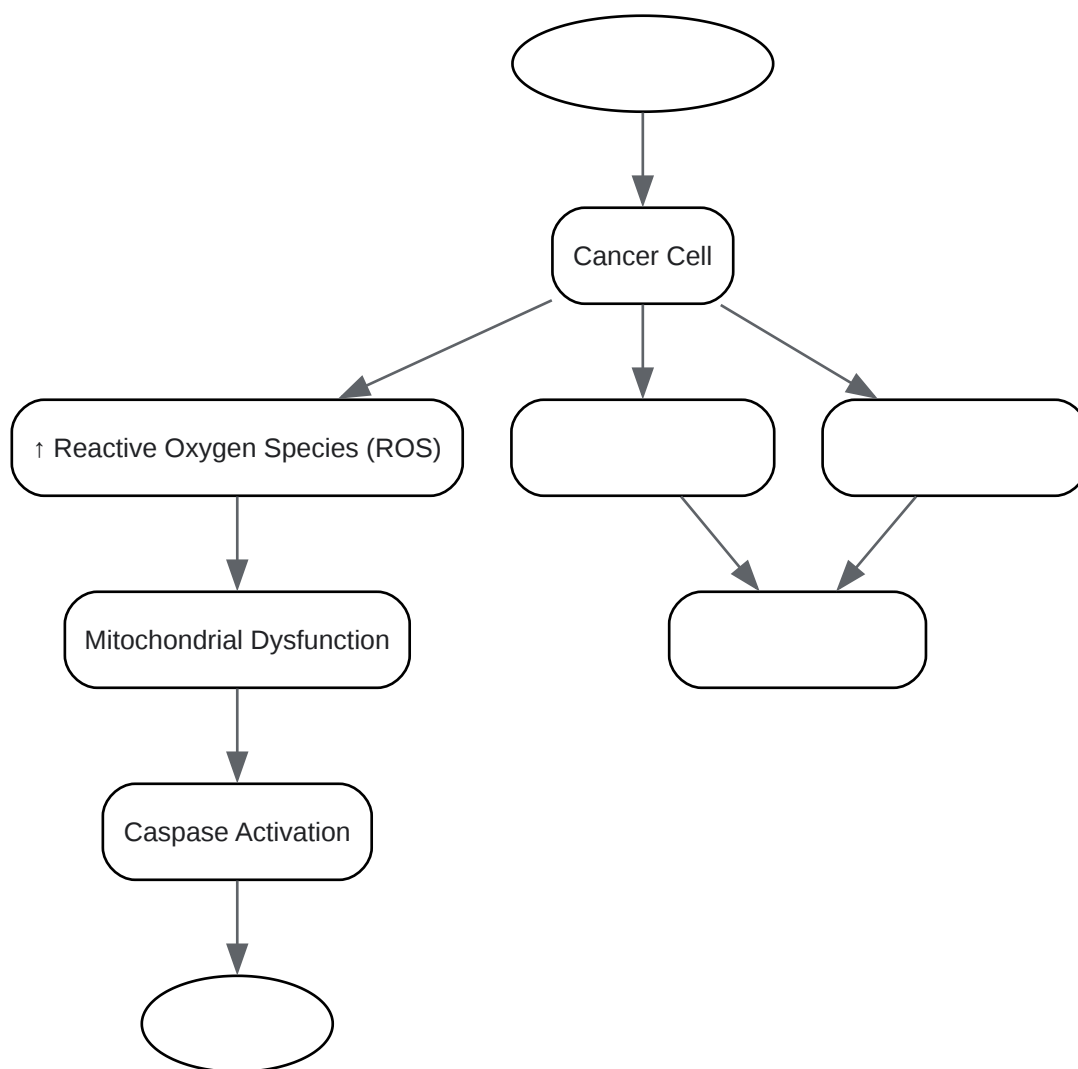 Cancer Cell
↑ Reactive Oxygen Species (ROS)
Mitochondrial Dysfunction
Caspase Activation